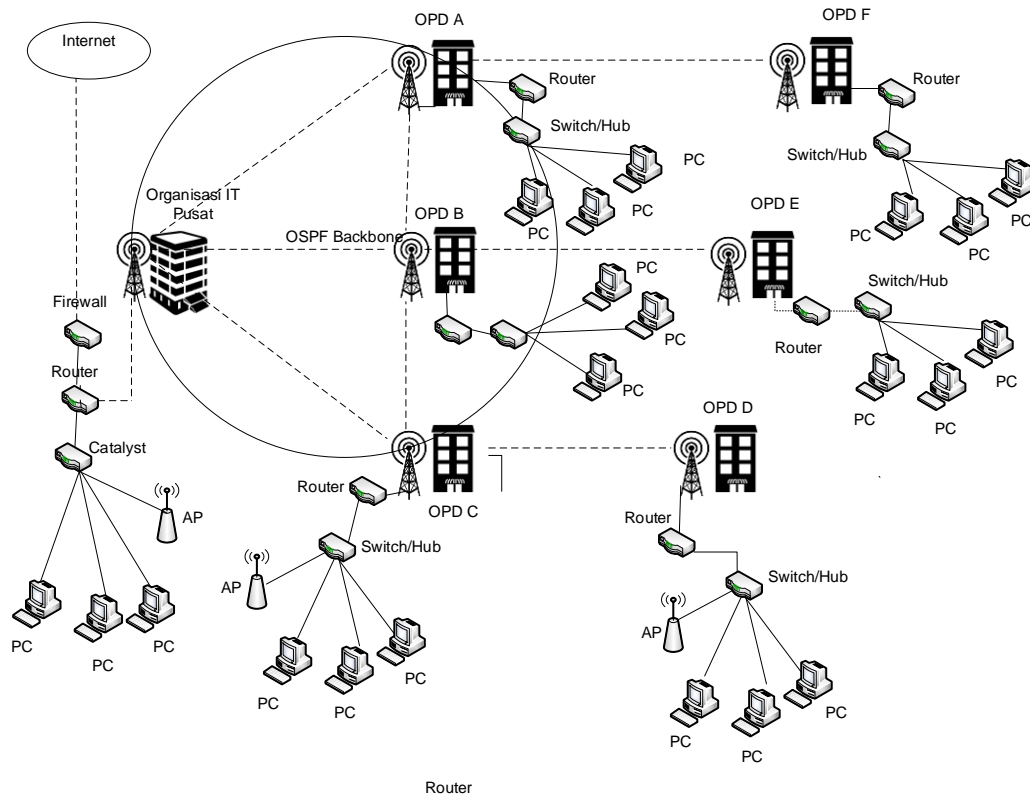 Internet
OPD A
OPD F
Router
Router
Switch/Hub
Switch/Hub
PC
PC
PC
PC
PC
PC
Organisasi IT
Pusat
OPD B
OPD E
OSPF Backbone
PC
PC
PC
Switch/Hub
Router
PC
PC
PC
Firewall
Router
Catalyst
AP
PC
PC
PC
OPD C
Router
Switch/Hub
AP
PC
PC
PC
OPD D
Router
Switch/Hub
AP
PC
PC
PC
Router